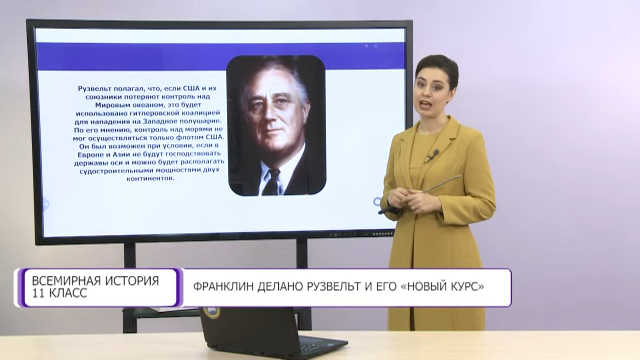 Рузвельт полагал, что, если США и их
союзники потеряют контроль над
Мировым океаном, это будет
использовано гитлеровской коалицией
для нападения на Западное полушарие.
По его мнению, контроль над морями не
мог осуществляться только флотом США.
Он был возможен при условии, если в
Европе и Азии не будут господствовать
державы оси и можно будет располагать
судостроительными мощностями двух
континентов.
ВСЕМИРНАЯ ИСТОРИЯ
11 КЛАСС
ФРАНКЛИН ДЕЛАНО РУЗВЕЛЬТ И ЕГО «НОВЫЙ КУРС»